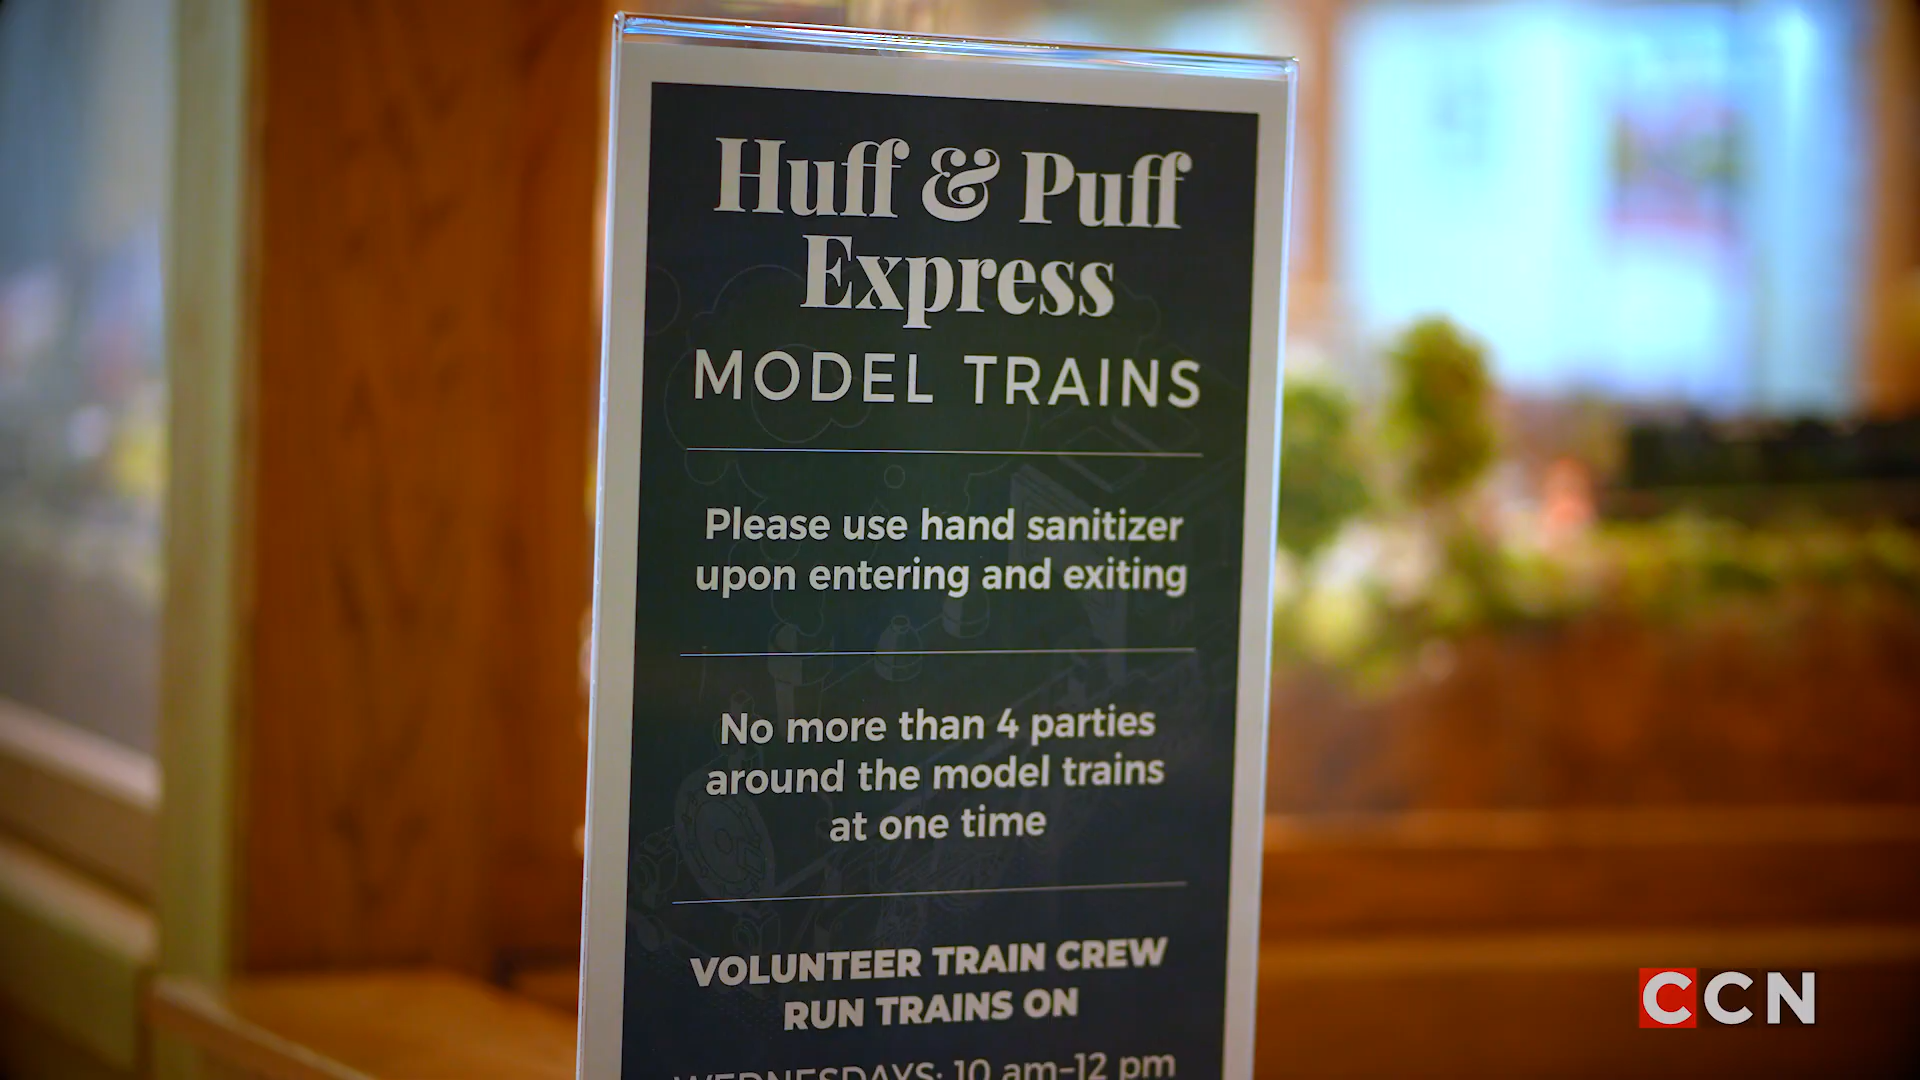 Huff & Puff
Express
MODEL TRAINS
Please use hand sanitizer
upon entering and exiting
No more than 4 parties
around the model trains
at one time
VOLUNTEER TRAIN CREW
RUN TRAINS ON
WEDNESDAYS: 10 am–12 pm
CCN